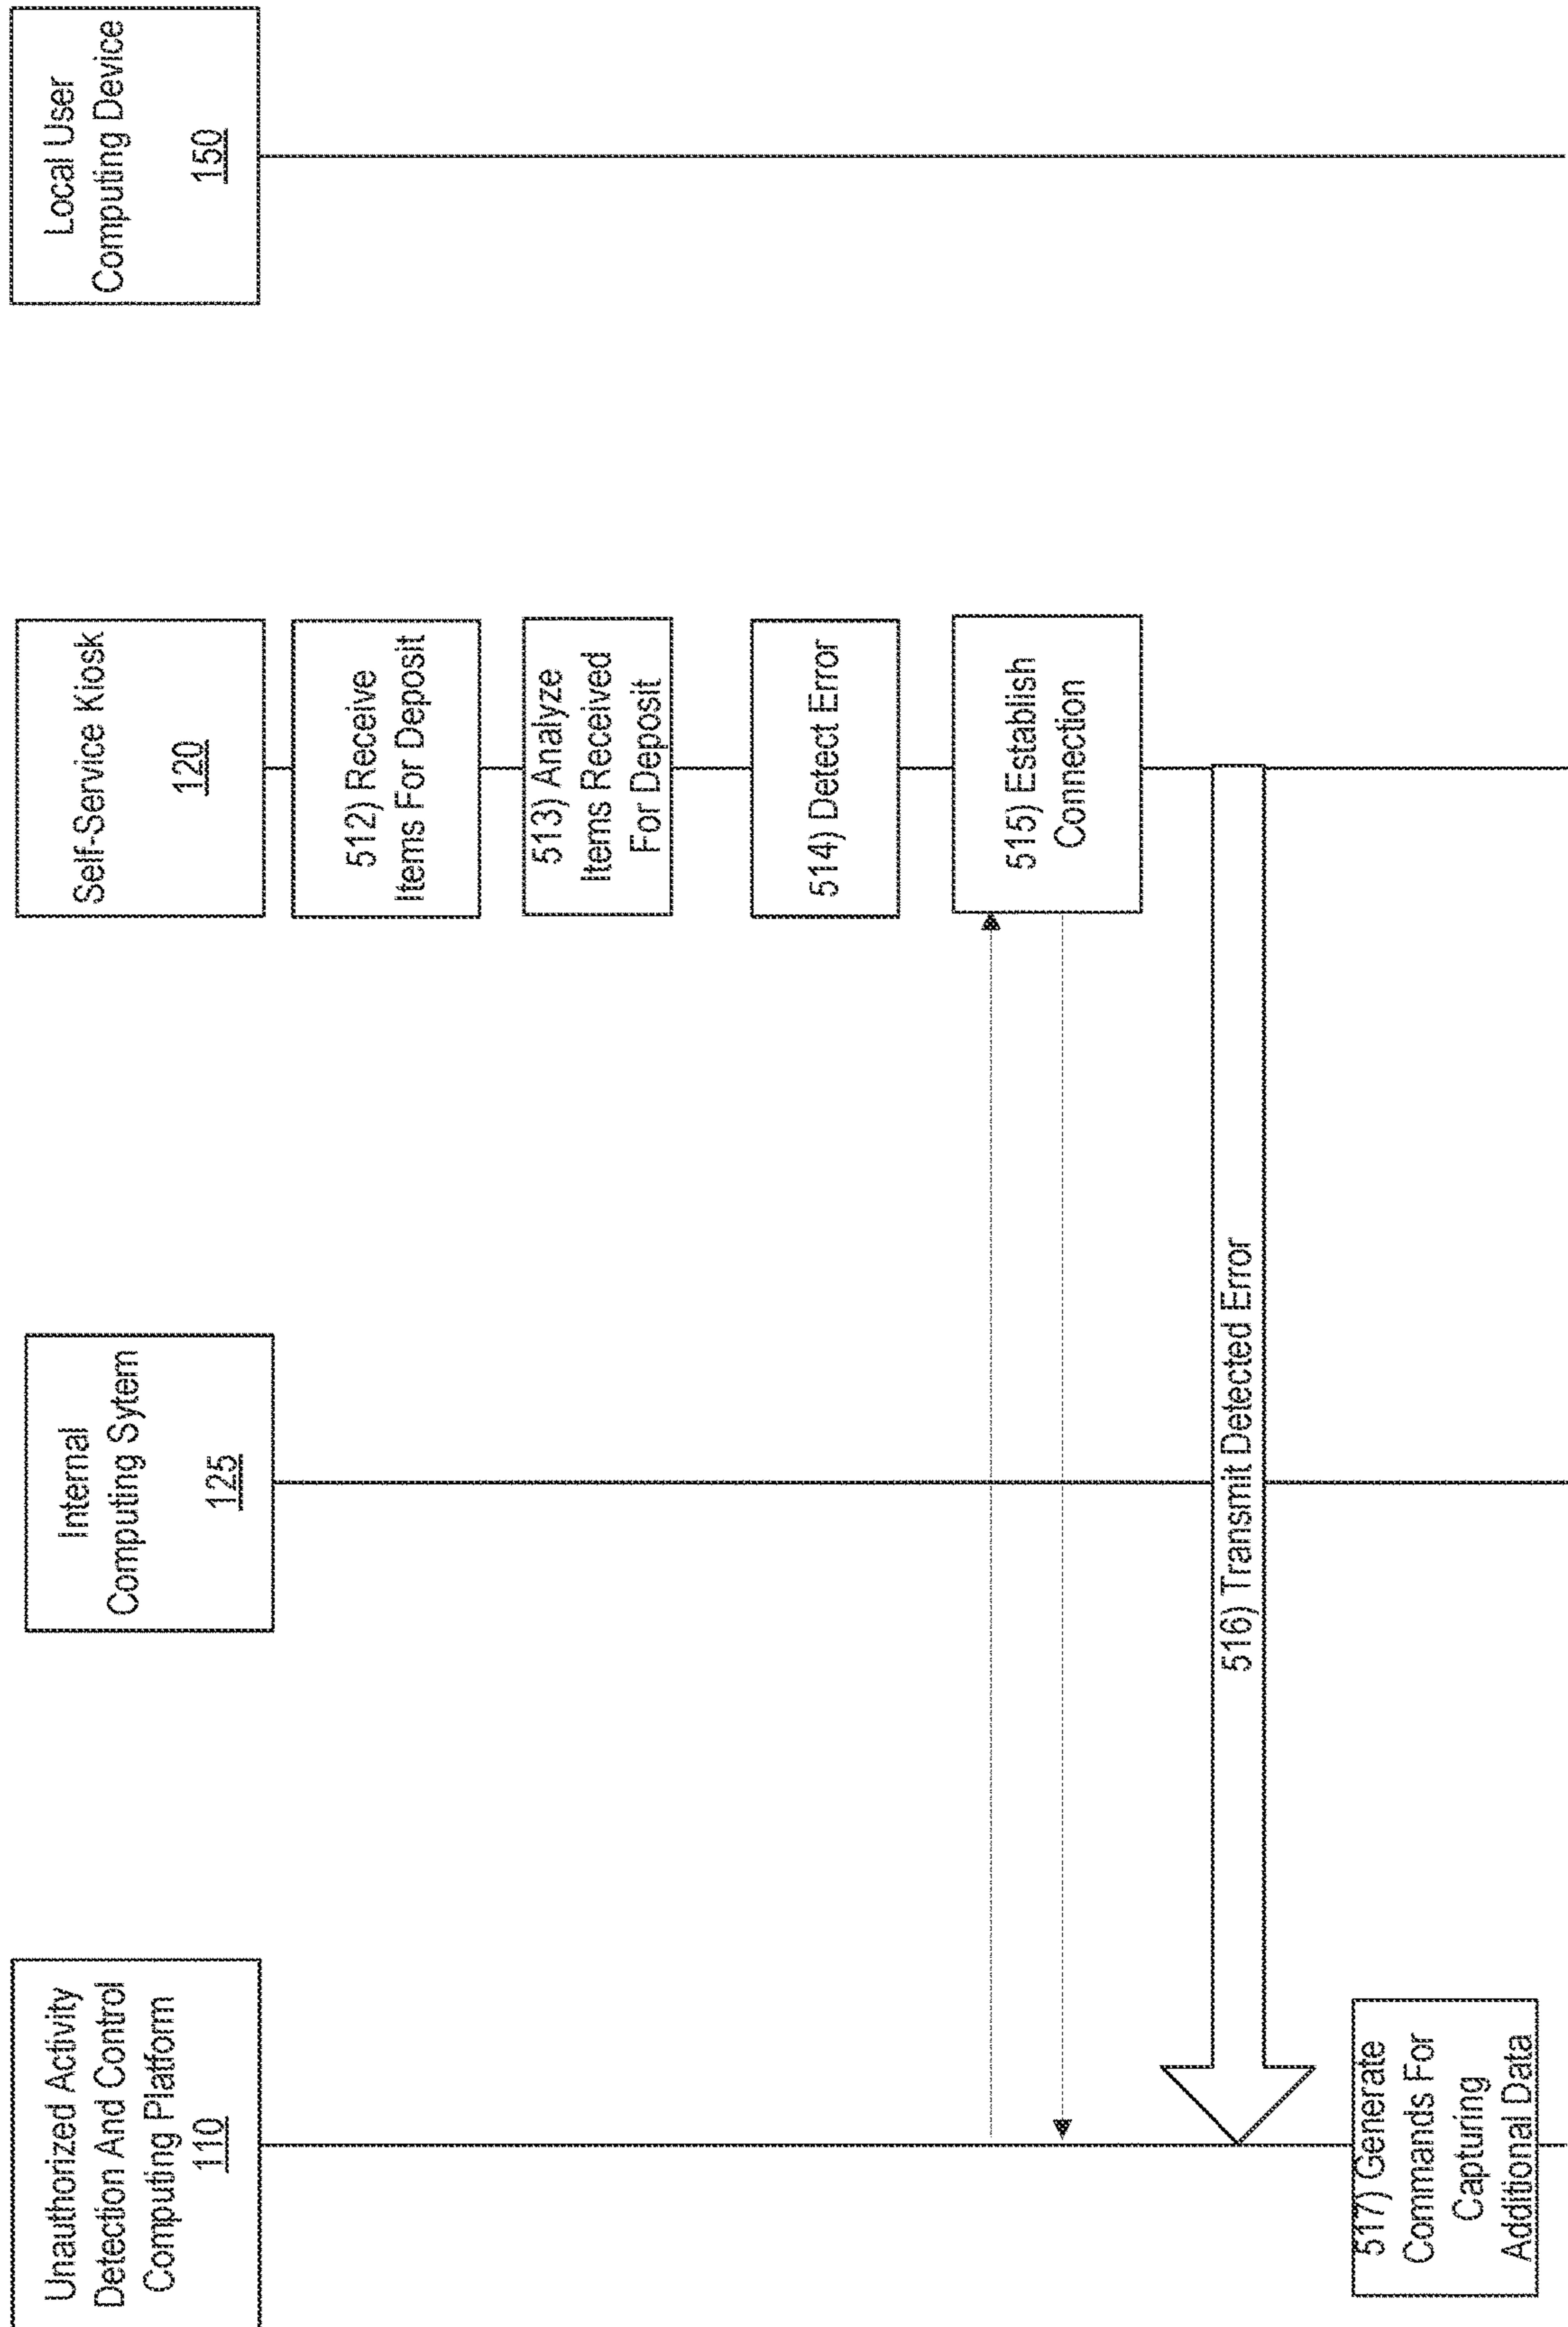 Unauthorized Activity
Detection And Control
Computing Platform
110
Internal
Computing Sytem
125
Self-Service Kiosk
120
Local User
Computing Device
150
512) Receive
Items For Deposit
513) Analyze
Items Received
For Deposit
514) Detect Error
515) Establish
Connection
516) Transmit Detected Error
517) Generate
Commands For
Capturing
Additional Data